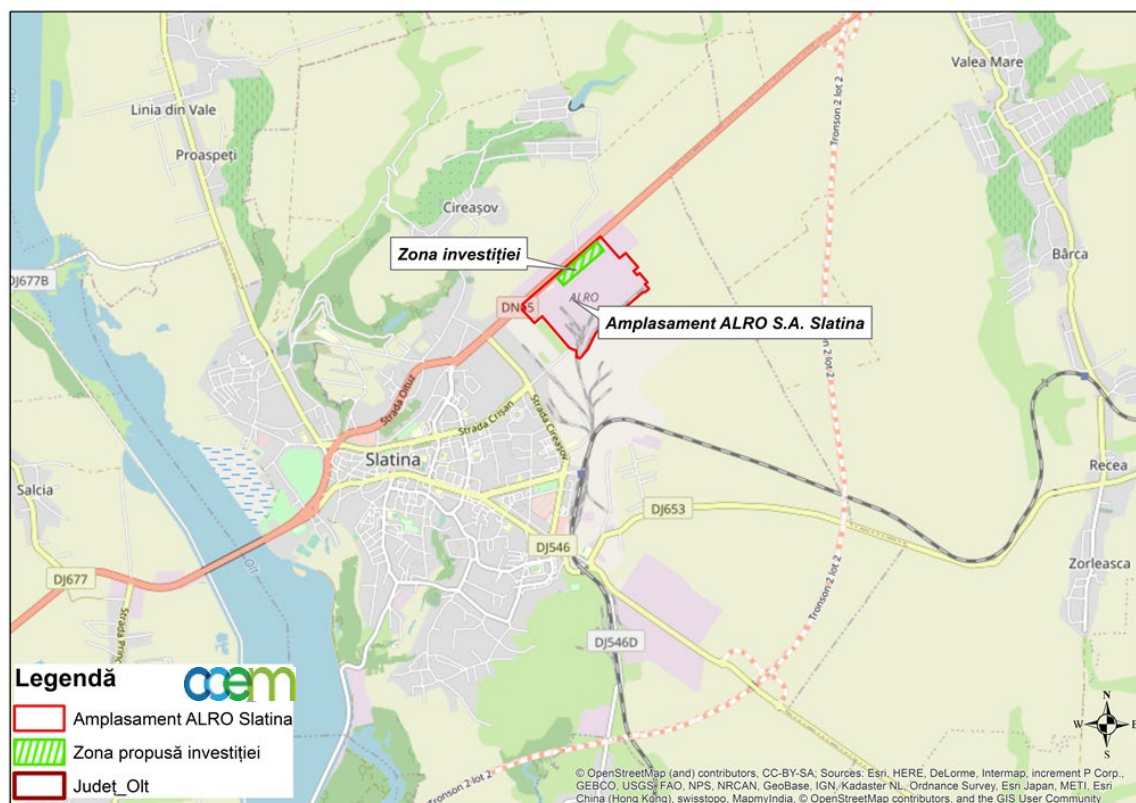 Valea Mare
Linia din Vale
Proaspeți
Tronson 2 lot 2
Cireașov
Zona investiției
Bârca
DJ677B
ALRO
DN65
Amplasament ALRO S.A. Slatina
Tronson 2 lot 2
Strada Oituz
Strada Crișan
Strada Cireașov
Slatina
Recea
Salcia
DJ653
DJ546
Olt
Zorleasca
DJ677
Tronson 2 lot 2
DJ546D
Legendă
ccem
Amplasament ALRO Slatina
Zona propusă investiției
Județ_Olt
Tronson 2 lot 2
N
W E
S
© OpenStreetMap (and) contributors, CC-BY-SA; Sources: Esri, HERE, DeLorme, Intermap, increment P Corp.,
GEBCO, USGS, FAO, NPS, NRCAN, GeoBase, IGN, Kadaster NL, Ordnance Survey, Esri Japan, METI, Esri
China (Hong Kong), swisstopo, MapmyIndia, © OpenStreetMap contributors, and the GIS User Community